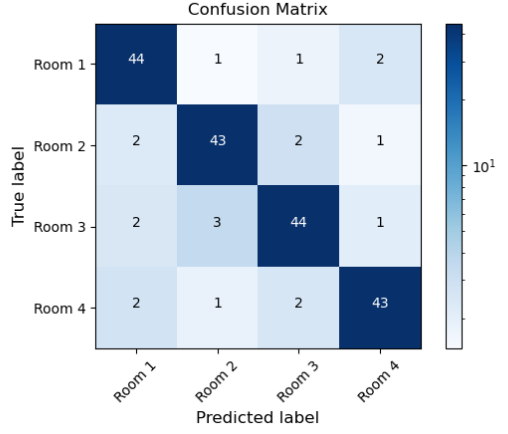 Confusion Matrix
Room 1 44 1 1 2
Room 2 2 43 2 1
Room 3 2 3 44 1
Room 4 2 1 2 43
Room 1 Room 2 Room 3 Room 4
Predicted label
True label
10¹